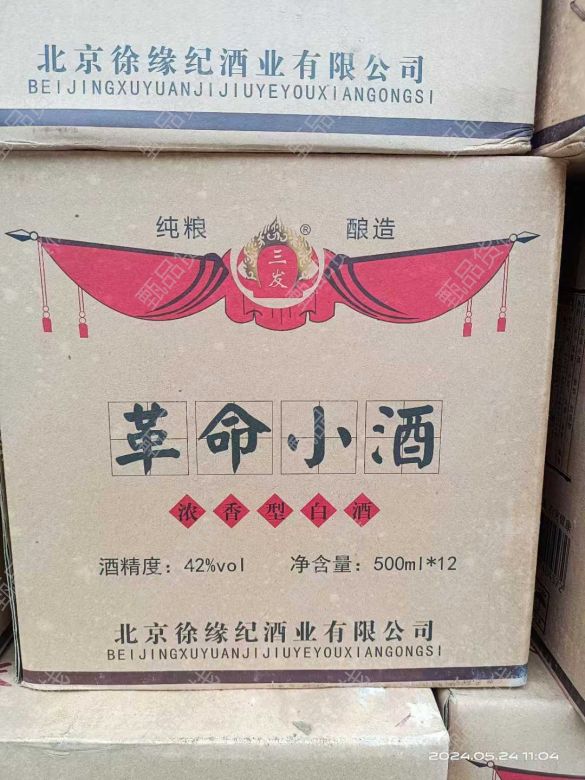 北京徐缘纪酒业有限公司
BEIJINGXUYUANJIJIUYEYOUXIANGONGSI
纯粮 酿造
®
三发
革命小酒
浓香型白酒
酒精度：42%vol 净含量：500ml*12
北京徐缘纪酒业有限公司
BEIJINGXUYUANJIJIUYEYOUXIANGONGSI
2024.05.24 11:04